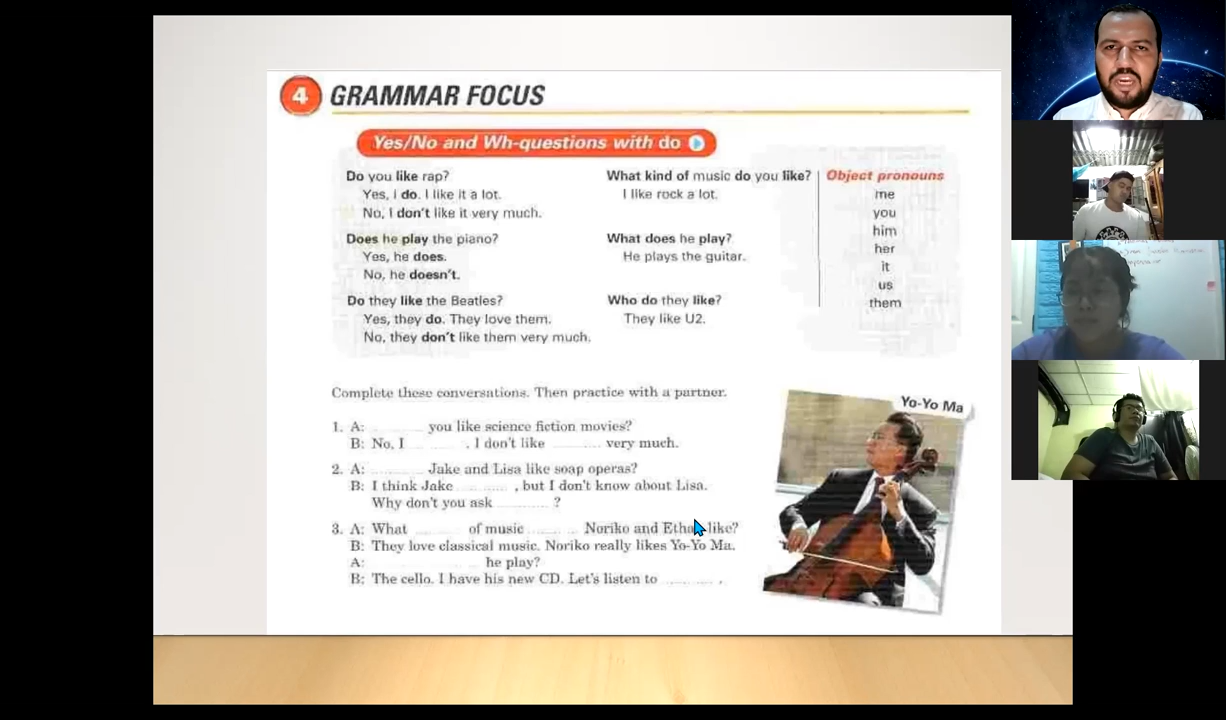 4 GRAMMAR FOCUS
Yes/No and Wh-questions with do
Do you like rap?
Yes, I do. I like it a lot.
No, I don't like it very much.
Does he play the piano?
Yes, he does.
No, he doesn't.
Do they like the Beatles?
Yes, they do. They love them.
No, they don't like them very much.
What kind of music do you like?
I like rock a lot.
What does he play?
He plays the guitar.
Who do they like?
They like U2.
Object pronouns
me
you
him
her
it
us
them
Complete these conversations. Then practice with a partner.
1. A: ............ you like science fiction movies?
B: No, I ............ . I don't like ............ very much.
2. A: ............ Jake and Lisa like soap operas?
B: I think Jake ............ , but I don't know about Lisa.
Why don't you ask ............ ?
3. A: What ............ of music ............ Noriko and Etha like?
B: They love classical music. Noriko really likes Yo-Yo Ma.
A: ............ he play?
B: The cello. I have his new CD. Let's listen to ............ .
Yo-Yo Ma